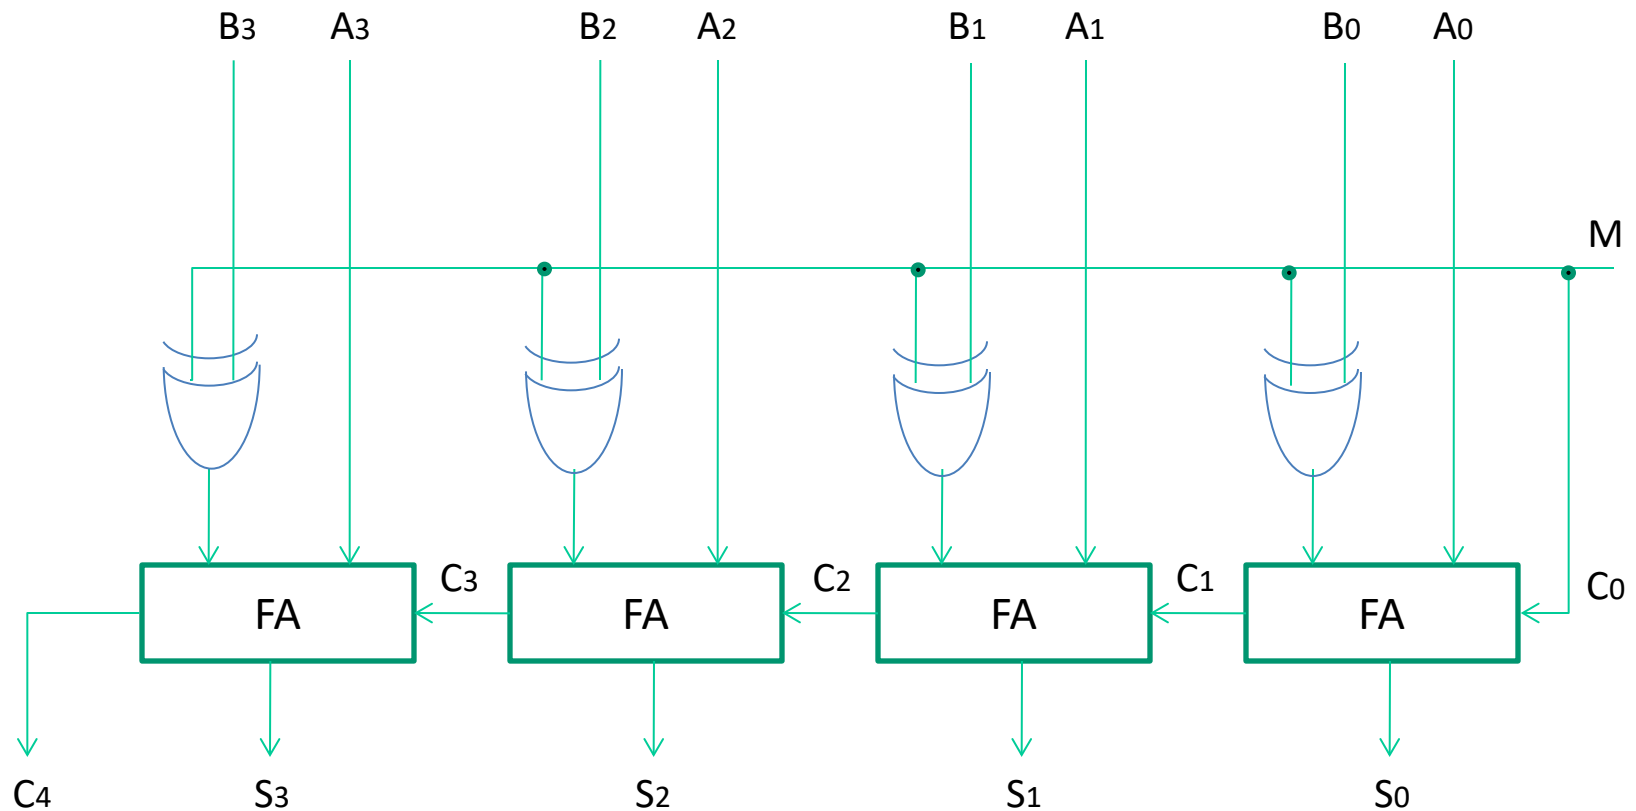 B3 A3 B2 A2 B1 A1 B0 A0
M
C3 C2 C1 C0
FA FA FA FA
C4 S3 S2 S1 S0